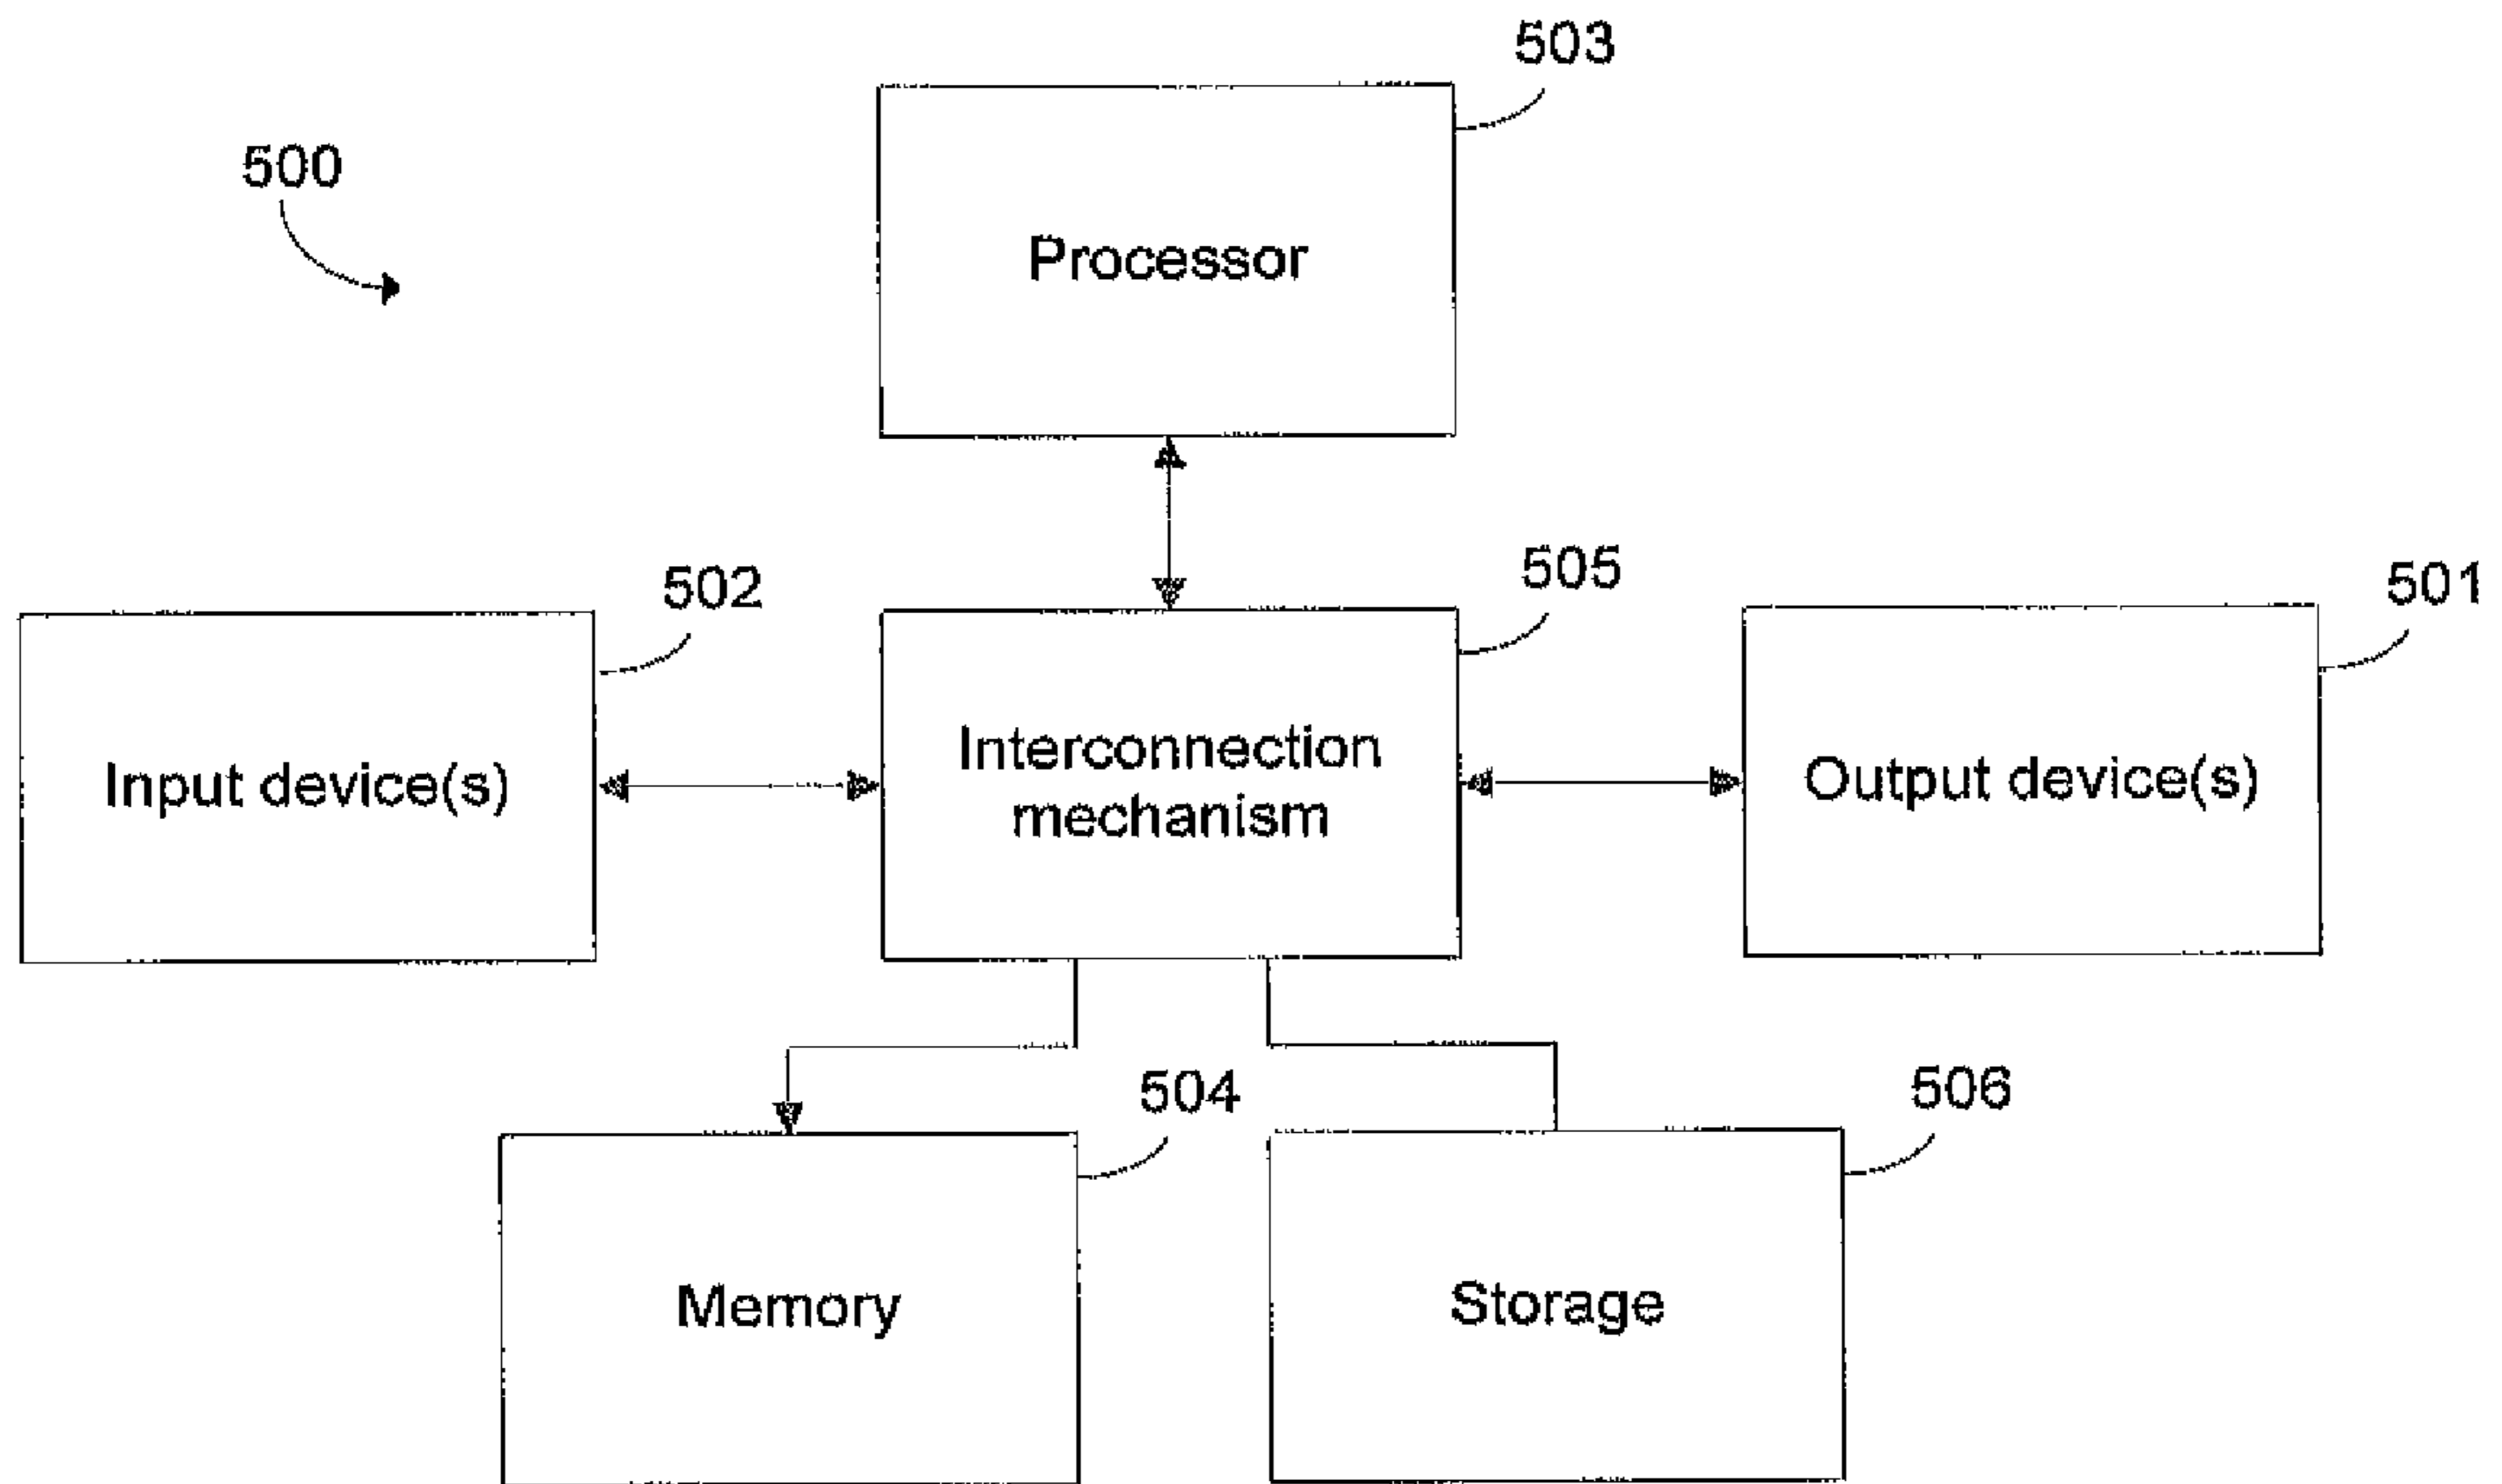 503
500
Processor
502
505
501
Input device(s)
Interconnection
mechanism
Output device(s)
504
506
Memory
Storage